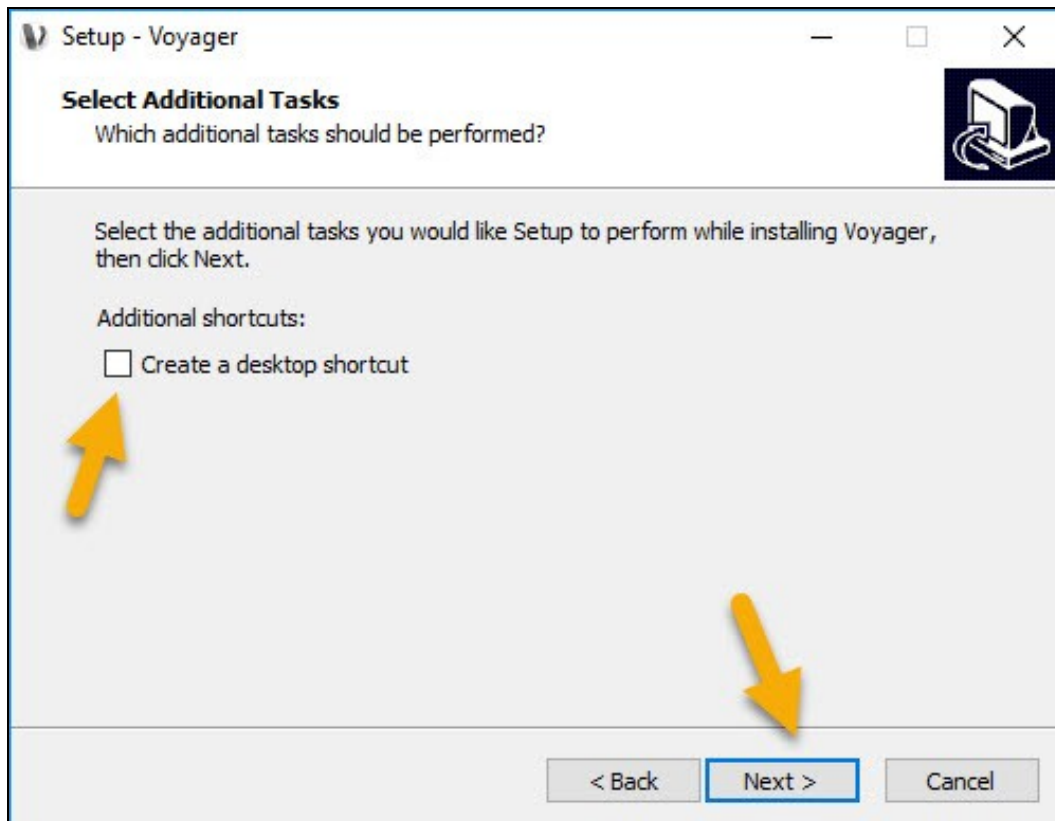 Setup - Voyager
Select Additional Tasks
Which additional tasks should be performed?
Select the additional tasks you would like Setup to perform while installing Voyager,
then click Next.
Additional shortcuts:
Create a desktop shortcut
< Back
Next >
Cancel